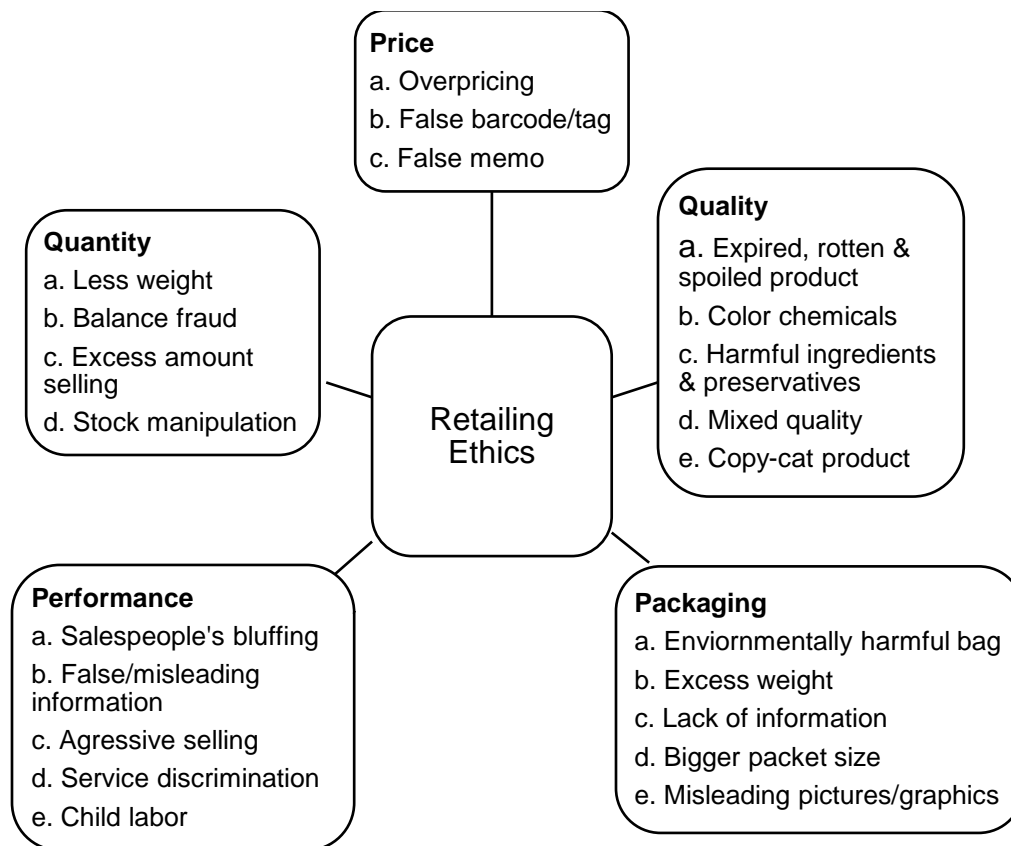 Price
a. Overpricing
b. False barcode/tag
c. False memo
Quality
a. Expired, rotten &
spoiled product
b. Color chemicals
c. Harmful ingredients
& preservatives
d. Mixed quality
e. Copy-cat product
Quantity
a. Less weight
b. Balance fraud
c. Excess amount
selling
d. Stock manipulation
Retailing
Ethics
Performance
a. Salespeople's bluffing
b. False/misleading
information
c. Agressive selling
d. Service discrimination
e. Child labor
Packaging
a. Enviornmentally harmful bag
b. Excess weight
c. Lack of information
d. Bigger packet size
e. Misleading pictures/graphics